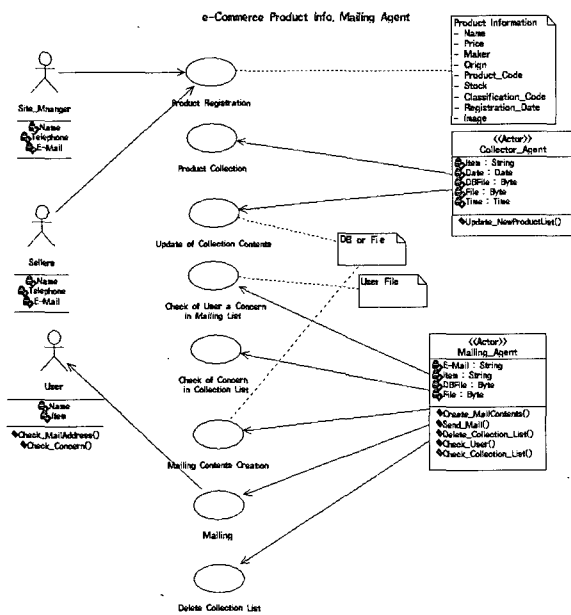 e-Commerce Product Info. Mailing Agent
Product Information
- Name
- Price
- Maker
- Orign
- Product_Code
- Stock
- Classification_Code
- Registration_Date
- Image
Site_Mnanger
Name
Telephone
E-Mail
Product Registration
Product Collection
<<Actor>>
Collector_Agent
Item : String
Date : Date
DBFile : Byte
File : Byte
Time : Time
Update_NewProductList()
Sellers
Name
Telephone
E-Mail
Update of Collection Contents
DB or File
User File
Check of User a Concern
in Mailing List
Check of Concern
in Collection List
<<Actor>>
Mailing_Agent
E-Mail : String
Item : String
DBFile : Byte
File : Byte
Create_MailContents()
Send_Mail()
Delete_Collection_List()
Check_User()
Check_Collection_List()
User
Name
Item
Check_MailAddress()
Check_Concern()
Mailing Contents Creation
Mailing
Delete Collection List